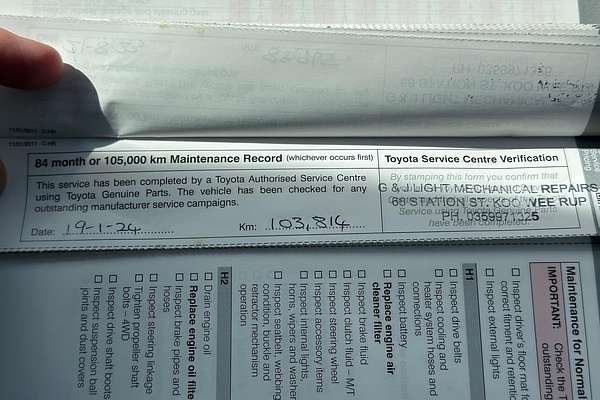 84 month or 105,000 km Maintenance Record (whichever occurs first)
This service has been completed by a Toyota Authorised Service Centre
using Toyota Genuine Parts. The vehicle has been checked for any
outstanding manufacturer service campaigns.
Date: 19-1-24 Km: 103,814
Toyota Service Centre Verification
By stamping this form you confirm that
G & J LIGHT MECHANICAL REPAIRS
68 STATION ST. KOO WEE RUP
PH. 0359971325
have been completed.
Maintenance for Normal
IMPORTANT: Check the T
outstanding
☐ Inspect driver's floor mat fo
correct fitment and retentio
☐ Inspect external lights
H1
☐ Inspect drive belts
☐ Inspect cooling and
heater system hoses and
connections
☐ Inspect battery
☐ Replace engine air
cleaner filter
☐ Inspect brake fluid
☐ Inspect clutch fluid – M/T
☐ Inspect steering wheel
☐ Inspect accessory items
☐ Inspect internal lights,
horns, wipers and washer
☐ Inspect seatbelt, webbing
condition, buckle and
retractor mechanism
operation
H2
☐ Drain engine oil
☐ Replace engine oil filter
☐ Inspect brake pipes and
hoses
☐ Inspect steering linkage
☐ Tighten propeller shaft
bolts – 4WD
☐ Inspect drive shaft boots
☐ Inspect suspension ball
joints and dust covers